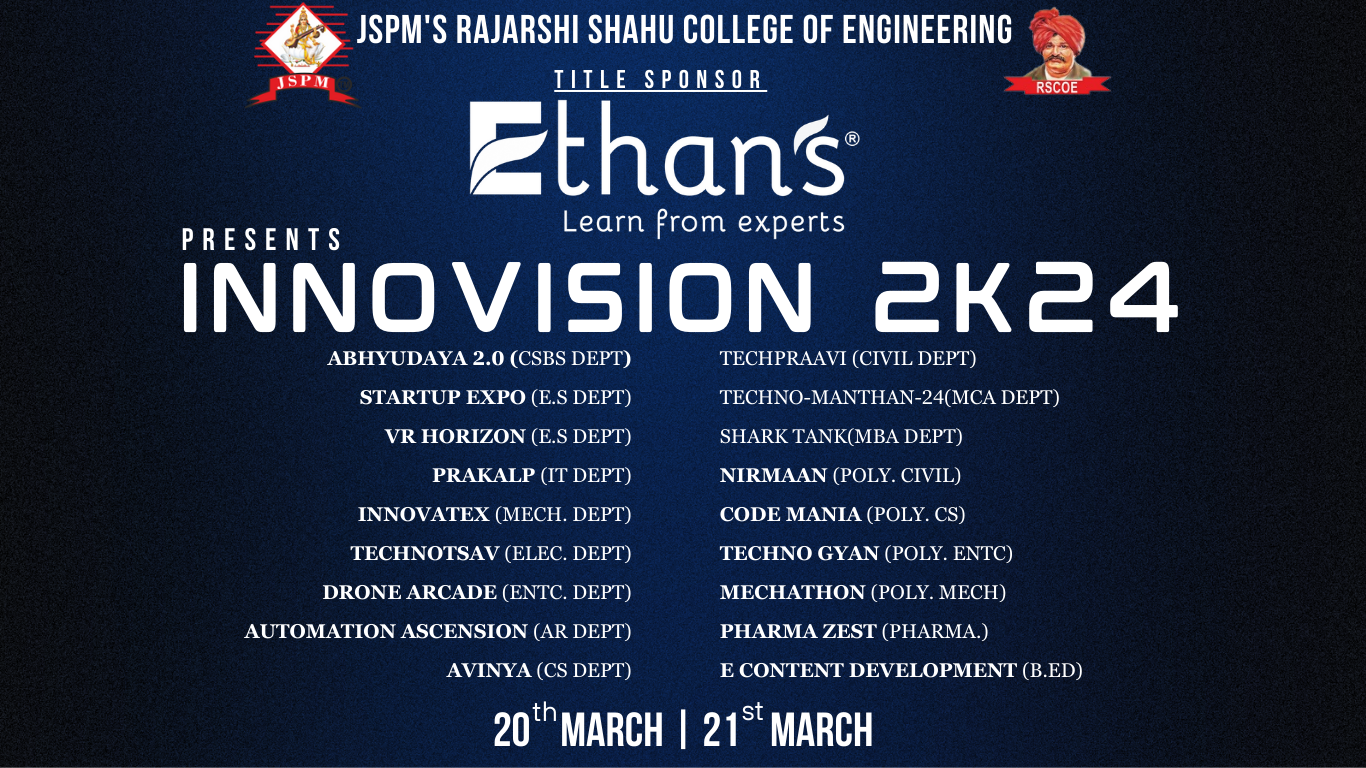 JSPM'S RAJARSHI SHAHU COLLEGE OF ENGINEERING
JSPM
RSCOE
TITLE SPONSOR
Ethan's®
Learn from experts
PRESENTS
INNOVISION 2K24
ABHYUDAYA 2.0 (CSBS DEPT)
STARTUP EXPO (E.S DEPT)
VR HORIZON (E.S DEPT)
PRAKALP (IT DEPT)
INNOVATEX (MECH. DEPT)
TECHNOTSAV (ELEC. DEPT)
DRONE ARCADE (ENTC. DEPT)
AUTOMATION ASCENSION (AR DEPT)
AVINYA (CS DEPT)
TECHPRAAVI (CIVIL DEPT)
TECHNO-MANTHAN-24(MCA DEPT)
SHARK TANK(MBA DEPT)
NIRMAAN (POLY. CIVIL)
CODE MANIA (POLY. CS)
TECHNO GYAN (POLY. ENTC)
MECHATHON (POLY. MECH)
PHARMA ZEST (PHARMA.)
E CONTENT DEVELOPMENT (B.ED)
20th MARCH | 21st MARCH